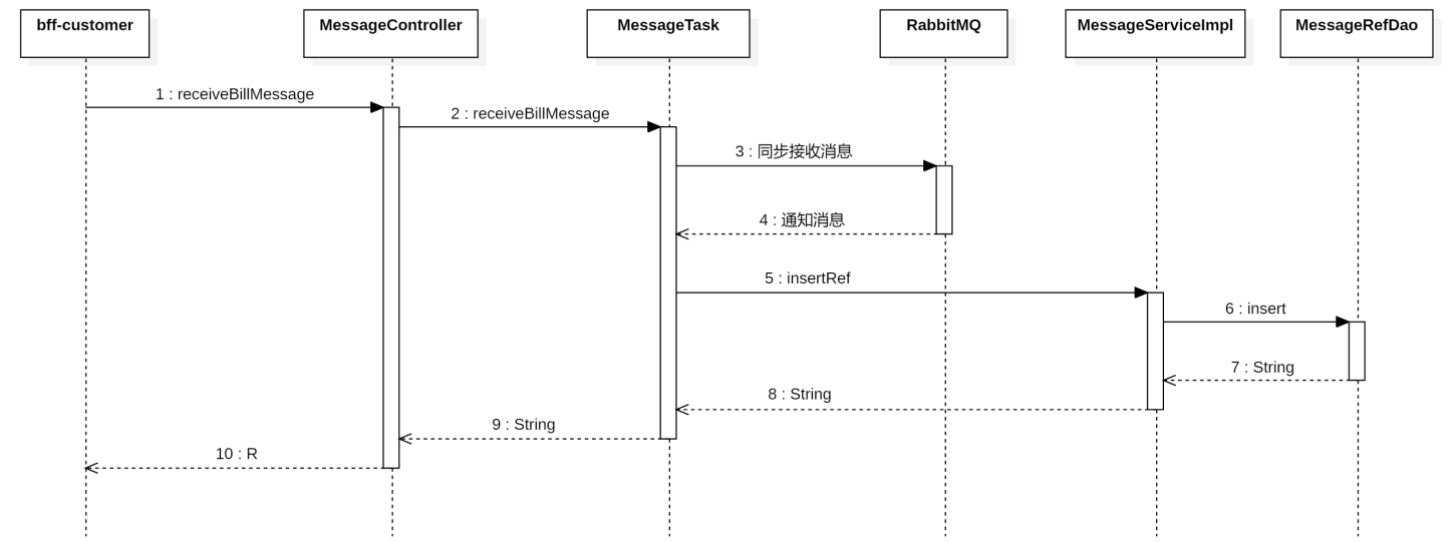 bff-customer
MessageController
MessageTask
RabbitMQ
MessageServiceImpl
MessageRefDao
1 : receiveBillMessage
2 : receiveBillMessage
3 : 同步接收消息
4 : 通知消息
5 : insertRef
6 : insert
7 : String
8 : String
9 : String
10 : R